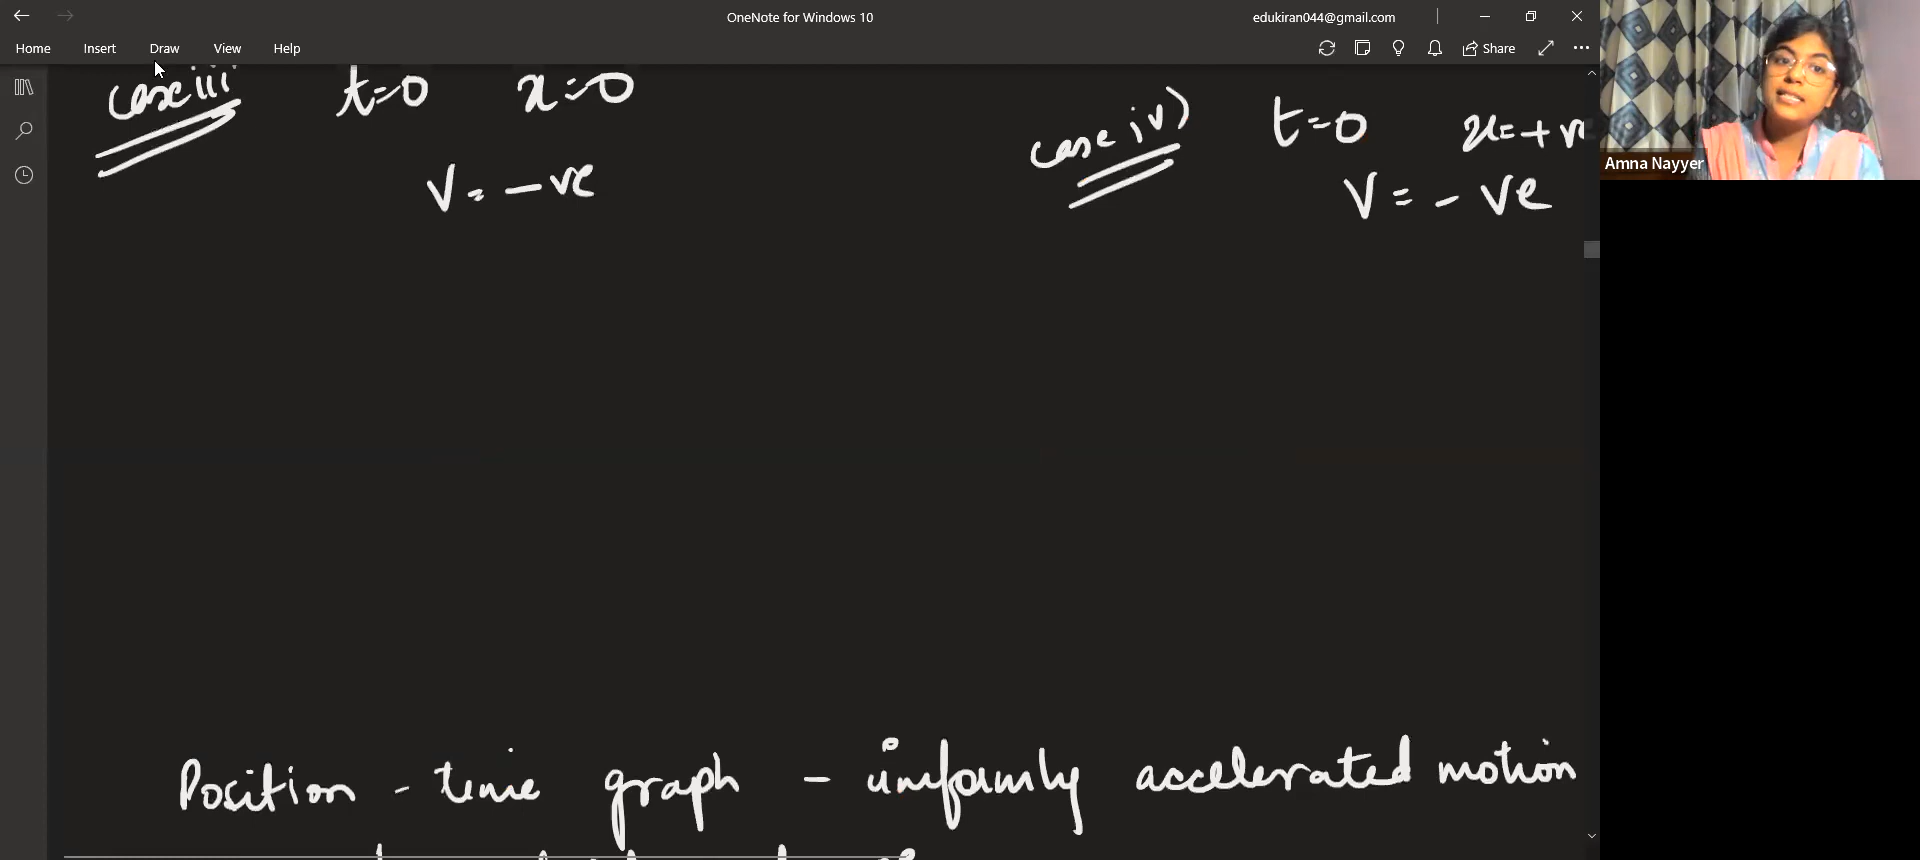 OneNote for Windows 10
edukiran044@gmail.com
Home Insert Draw View Help
Share
case iii t=0 x=0
V = -ve
case iv) t=0 x=+v
V = - ve
Amna Nayyer
Position - time graph - uniformly accelerated motion